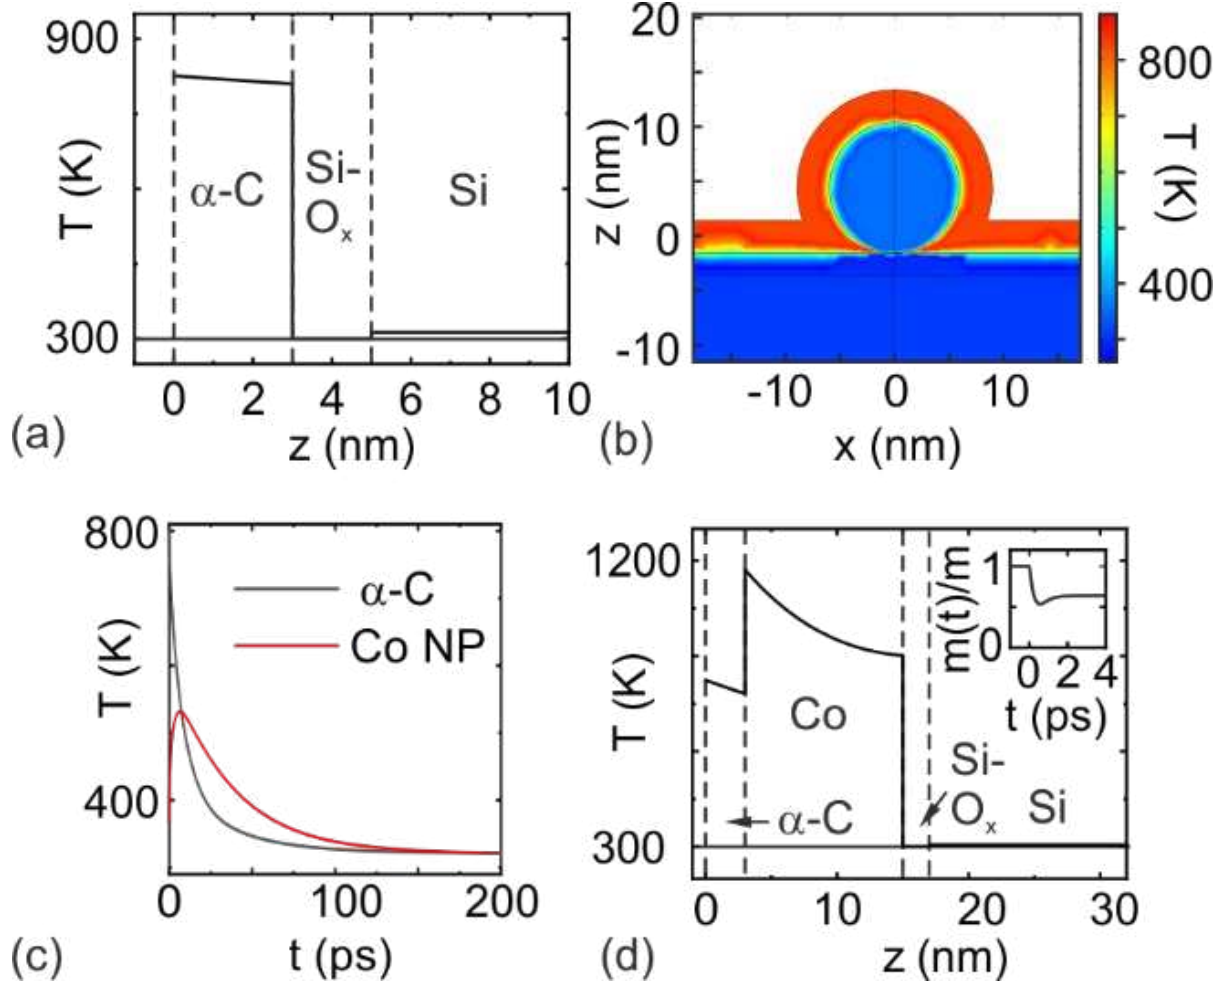 900
T (K)
300
α-C
Si-
Oₓ
Si
0 2 4 6 8 10
z (nm)
(a)
20
10
0
-10
z (nm)
-10 0 10
x (nm)
800
400
T (K)
(b)
800
T (K)
400
α-C
Co NP
0 100 200
t (ps)
(c)
1200
T (K)
300
Co
α-C
Si-
Oₓ
Si
m(t)/m
1
0
0 2 4
t (ps)
0 10 20 30
z (nm)
(d)